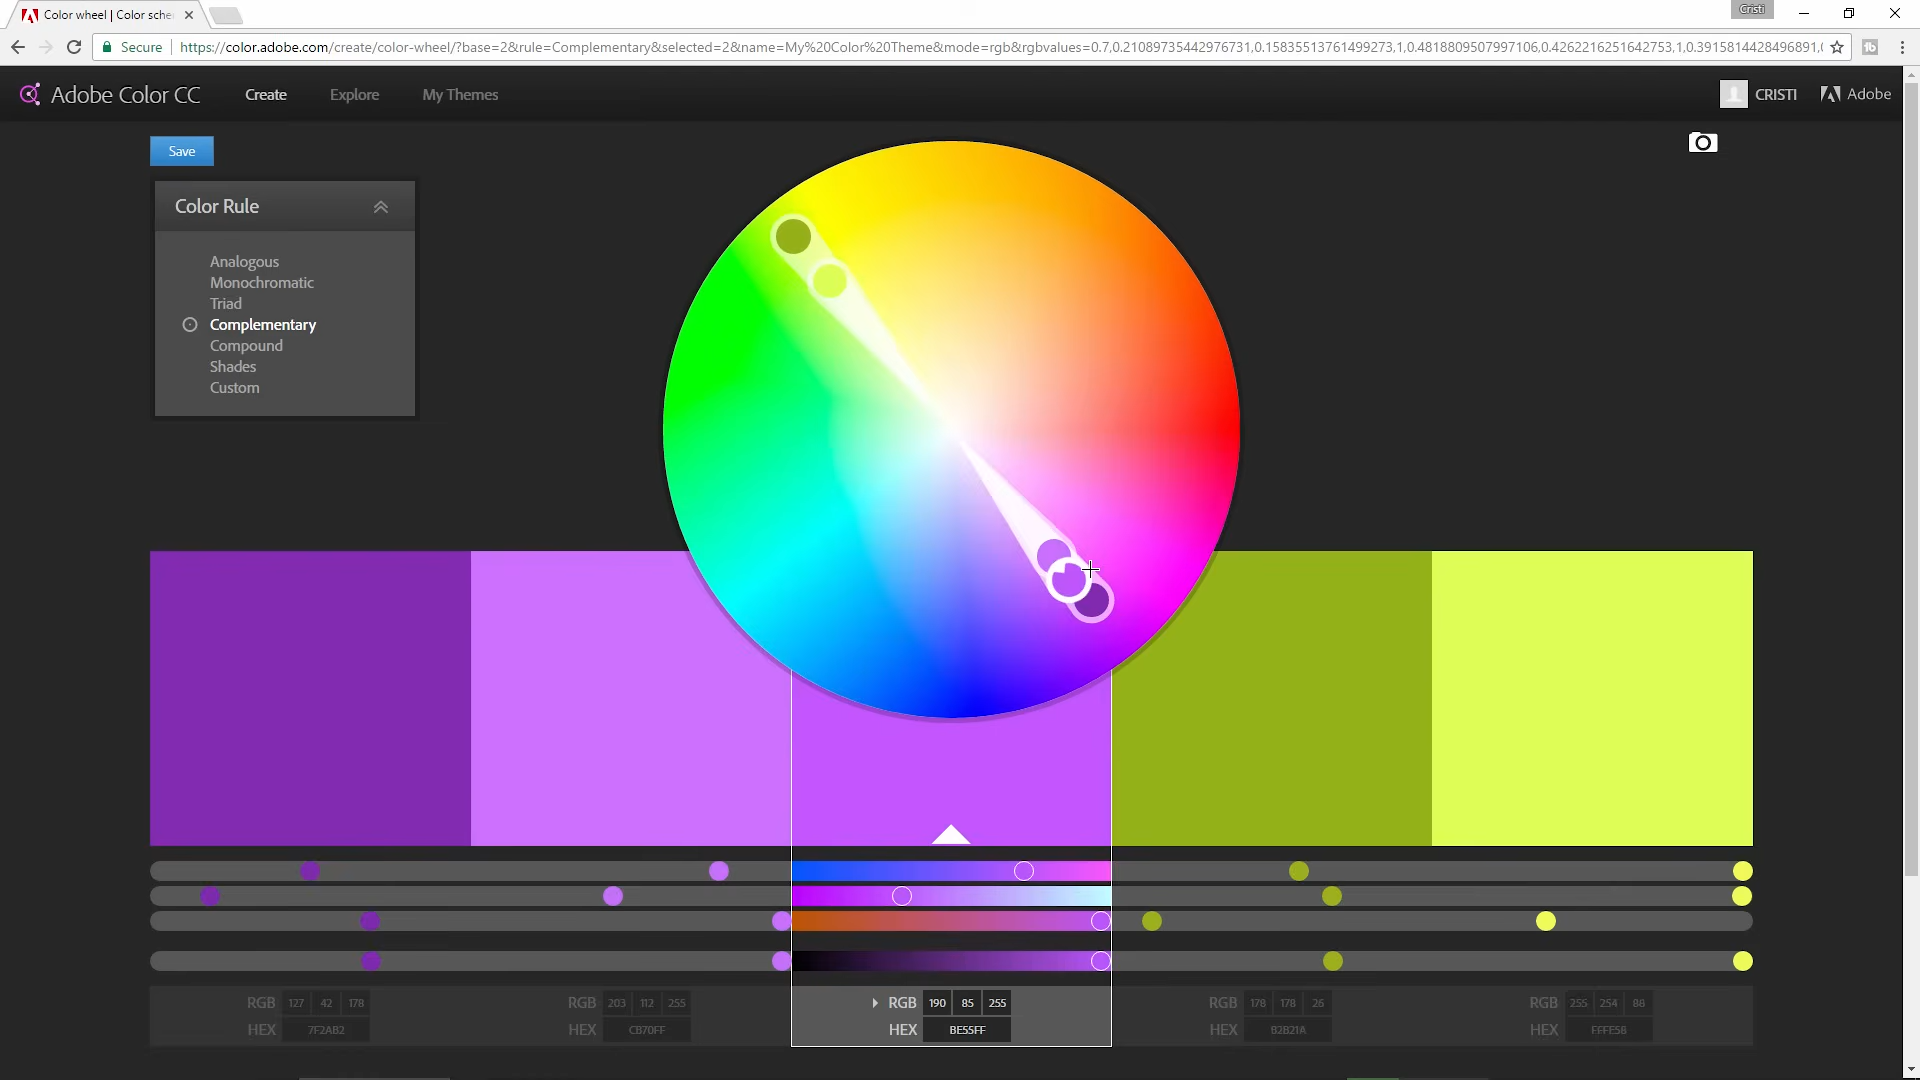 Color wheel | Color sche
Cristi
Secure
https://color.adobe.com/create/color-wheel/?base=2&rule=Complementary&selected=2&name=My%20Color%20Theme&mode=rgb&rgbvalues=0.7,0.21089735442976731,0.15835513761499273,1,0.4818809507997106,0.4262216251642753,1,0.3915814428496891,
Adobe Color CC
Create
Explore
My Themes
CRISTI
Adobe
Save
Color Rule
Analogous
Monochromatic
Triad
Complementary
Compound
Shades
Custom
RGB 127 42 178
RGB 203 112 255
RGB 190 85 255
RGB 178 178 26
RGB 255 254 88
HEX 7F2AB2
HEX CB70FF
HEX BE55FF
HEX B2B21A
HEX FFFE58